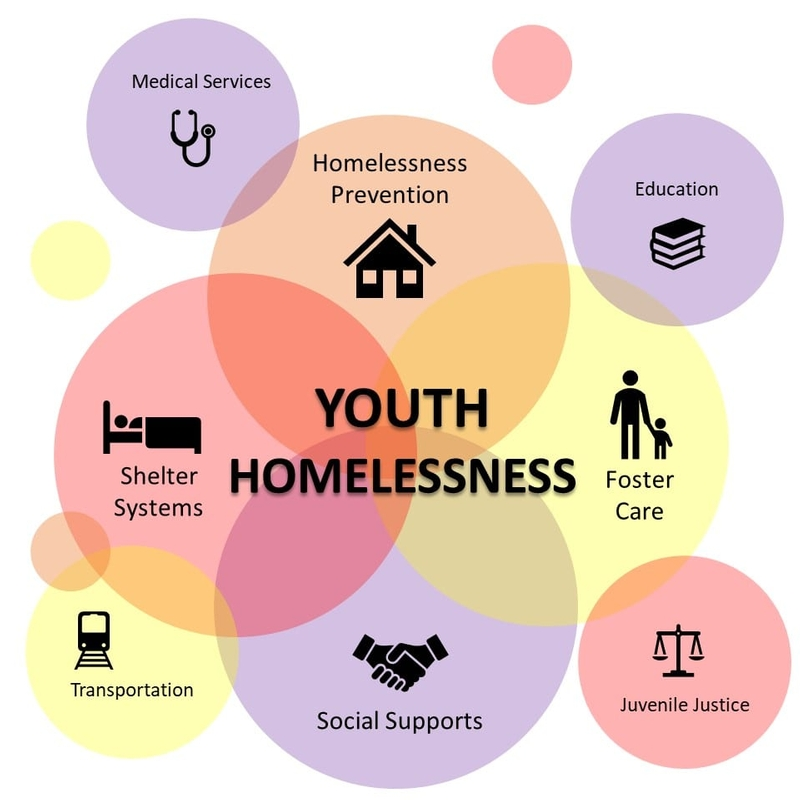 Medical Services
Homelessness
Prevention
Education
YOUTH
HOMELESSNESS
Shelter
Systems
Foster
Care
Transportation
Social Supports
Juvenile Justice